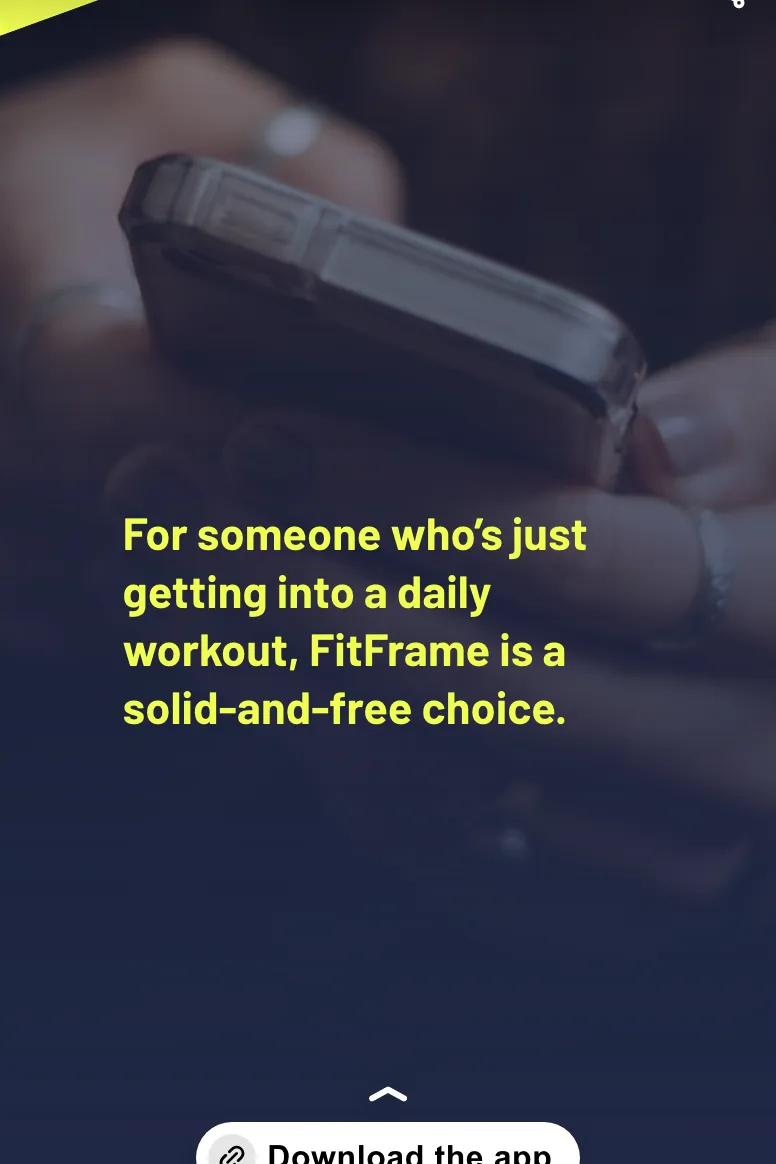 For someone who’s just
getting into a daily
workout, FitFrame is a
solid-and-free choice.
Download the app